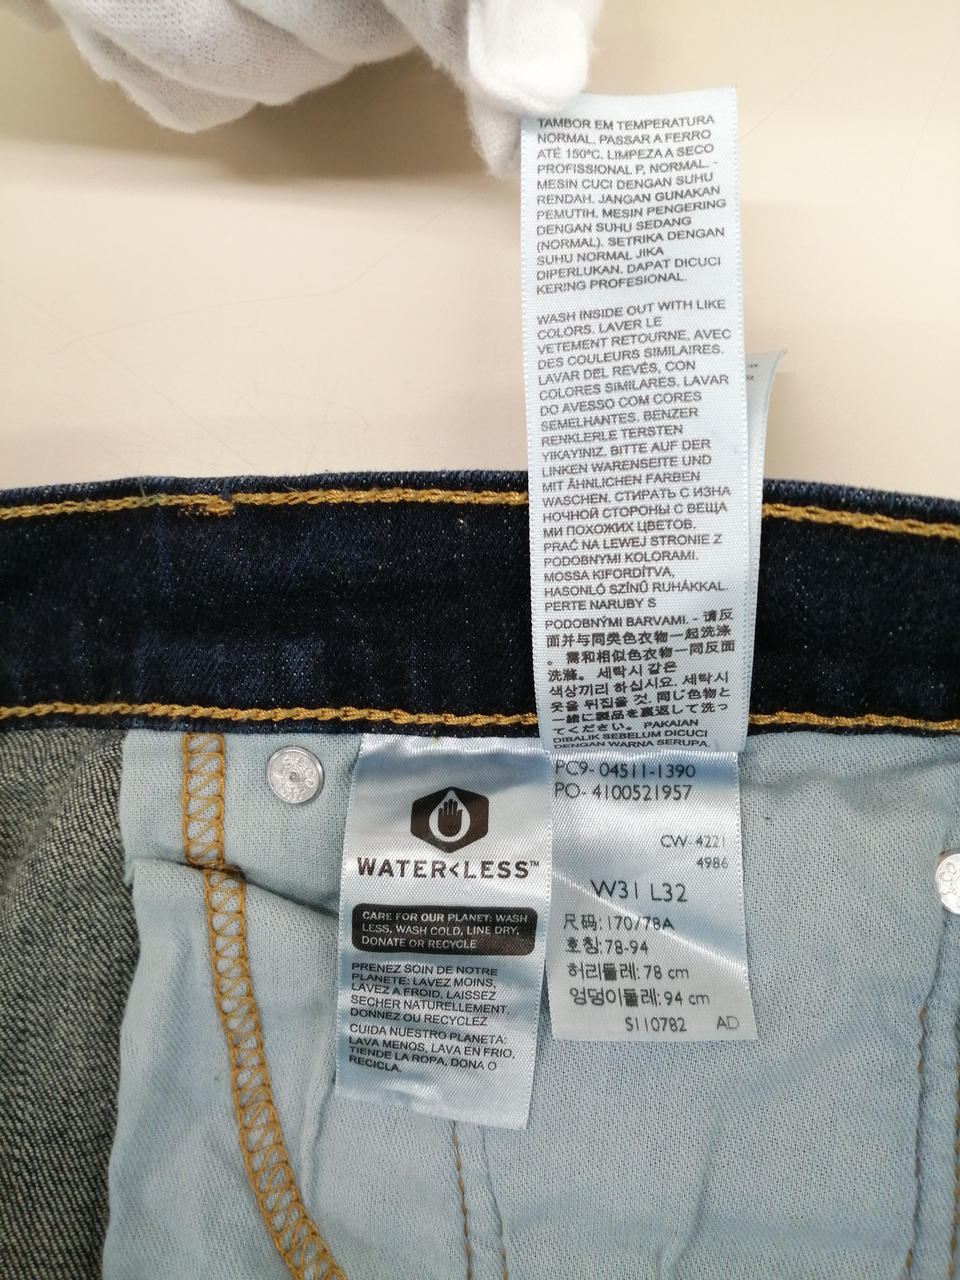 TAMBOR EM TEMPERATURA
NORMAL. PASSAR A FERRO
ATÉ 150°C. LIMPEZA A SECO
PROFISSIONAL P, NORMAL. -
MESIN CUCI DENGAN SUHU
RENDAH. JANGAN GUNAKAN
PEMUTIH. MESIN PENGERING
DENGAN SUHU SEDANG
(NORMAL). SETRIKA DENGAN
SUHU NORMAL JIKA
DIPERLUKAN. DAPAT DICUCI
KERING PROFESIONAL.
WASH INSIDE OUT WITH LIKE
COLORS. LAVER LE
VETEMENT RETOURNE, AVEC
DES COULEURS SIMILAIRES.
LAVAR DEL REVÉS, CON
COLORES SIMILARES. LAVAR
DO AVESSO COM CORES
SEMELHANTES. BENZER
RENKLERLE TERSTEN
YIKAYINIZ. BITTE AUF DER
LINKEN WARENSEITE UND
MIT ÄHNLICHEN FARBEN
WASCHEN. СТИРАТЬ С ИЗНА
НОЧНОЙ СТОРОНЫ С ВЕЩА
МИ ПОХОЖИХ ЦВЕТОВ.
PRAĆ NA LEWEJ STRONIE Z
PODOBNYMI KOLORAMI.
MOSSA KIFORDÍTVA,
HASONLÓ SZÍNŰ RUHÁKKAL.
PERTE NARUBY S
PODOBNÝMI BARVAMI. - 请反
面并与同类色衣物一起洗涤
。需和相似色衣物一同反面
洗滌。세탁시 같은
색상끼리 하십시요. 세탁시
옷을 뒤집을 것. 同じ色物と
一緒に製品を裏返して洗っ
てください。PAKAIAN
DIBALIK SEBELUM DICUCI
DENGAN WARNA SERUPA.
PC9- 04511-1390
PO- 4100521957
CW- 4221
4986
W31 L32
尺码: 170/78A
호칭: 78-94
허리둘레: 78 cm
엉덩이둘레: 94 cm
S110782 AD
WATER<LESS™
CARE FOR OUR PLANET: WASH
LESS, WASH COLD, LINE DRY,
DONATE OR RECYCLE
PRENEZ SOIN DE NOTRE
PLANETE: LAVEZ MOINS,
LAVEZ A FROID, LAISSEZ
SECHER NATURELLEMENT,
DONNEZ OU RECYCLEZ
CUIDA NUESTRO PLANETA:
LAVA MENOS, LAVA EN FRIO,
TIENDE LA ROPA, DONA O
RECICLA.